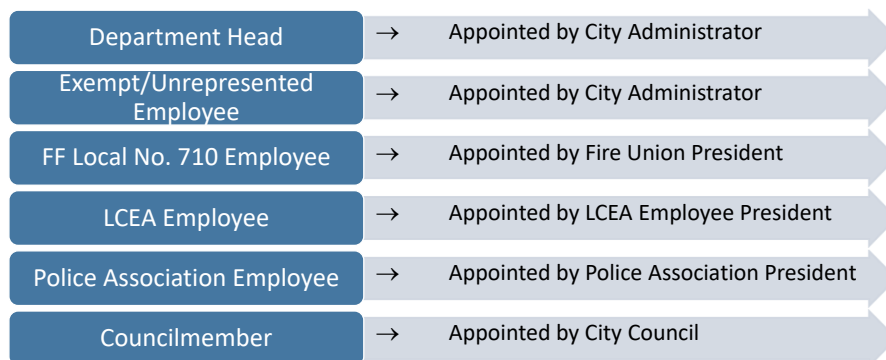 Department Head → Appointed by City Administrator
Exempt/Unrepresented
Employee → Appointed by City Administrator
FF Local No. 710 Employee → Appointed by Fire Union President
LCEA Employee → Appointed by LCEA Employee President
Police Association Employee → Appointed by Police Association President
Councilmember → Appointed by City Council